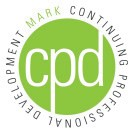 MARK CONTINUING PROFESSIONAL DEVELOPMENT
cpd